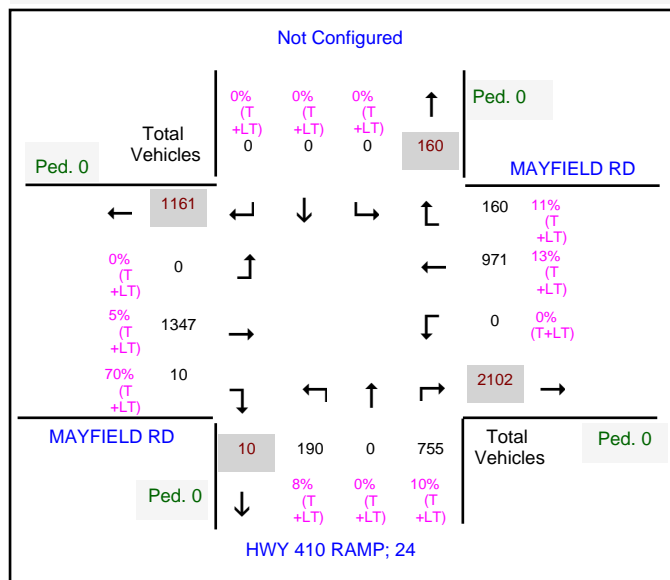 Not Configured
0% 0% 0%
(T (T (T
+LT) +LT) +LT)
0 0 0 160
Ped. 0
Total
Vehicles
Ped. 0
MAYFIELD RD
1161
160 11%
(T
+LT)
0%
(T
+LT)
0
971 13%
(T
+LT)
5%
(T
+LT)
1347
0 0%
(T+LT)
70%
(T
+LT)
10
2102
MAYFIELD RD
10 190 0 755
Total
Vehicles
Ped. 0
Ped. 0
8% 0% 10%
(T (T (T
+LT) +LT) +LT)
HWY 410 RAMP; 24